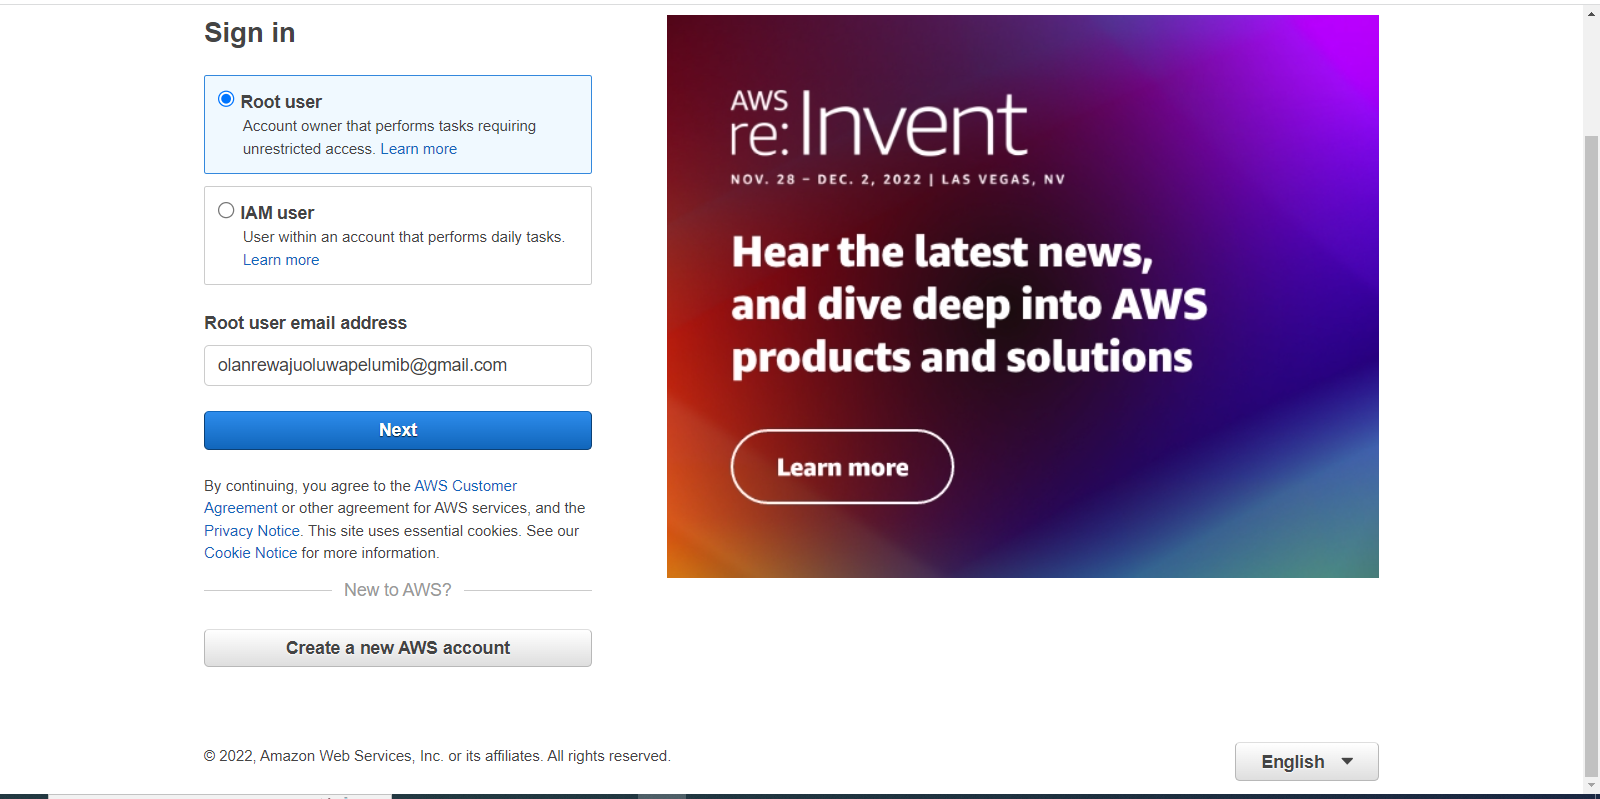 Sign in
Root user
Account owner that performs tasks requiring
unrestricted access. Learn more
IAM user
User within an account that performs daily tasks.
Learn more
Root user email address
olanrewajuoluwapelumib@gmail.com
Next
By continuing, you agree to the AWS Customer
Agreement or other agreement for AWS services, and the
Privacy Notice. This site uses essential cookies. See our
Cookie Notice for more information.
New to AWS?
Create a new AWS account
AWS
re:Invent
NOV. 28 – DEC. 2, 2022 | LAS VEGAS, NV
Hear the latest news,
and dive deep into AWS
products and solutions
Learn more
© 2022, Amazon Web Services, Inc. or its affiliates. All rights reserved.
English